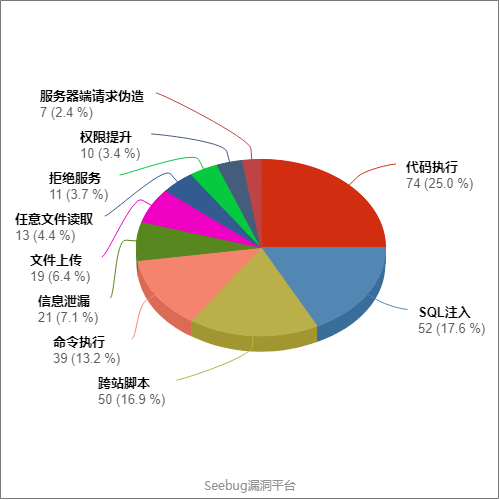 服务器端请求伪造
7 (2.4 %)
权限提升
10 (3.4 %)
拒绝服务
11 (3.7 %)
任意文件读取
13 (4.4 %)
文件上传
19 (6.4 %)
信息泄漏
21 (7.1 %)
命令执行
39 (13.2 %)
跨站脚本
50 (16.9 %)
代码执行
74 (25.0 %)
SQL注入
52 (17.6 %)
Seebug漏洞平台